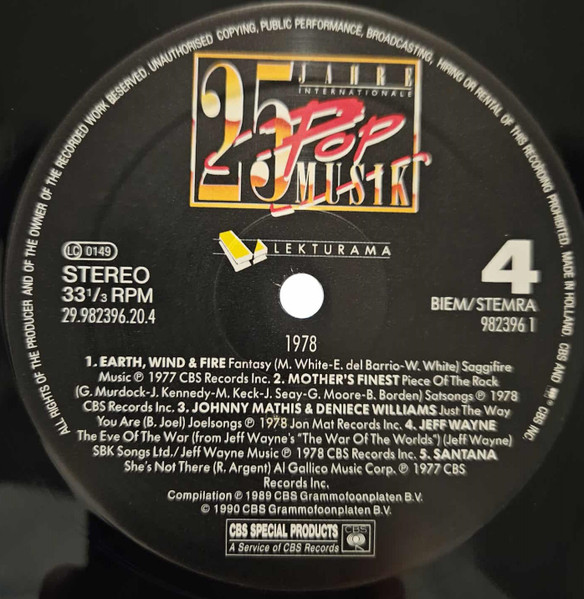 ALL RIGHTS OF THE PRODUCER AND OF THE OWNER OF THE RECORDED WORK RESERVED. UNAUTHORISED COPYING, PUBLIC PERFORMANCE, BROADCASTING, HIRING OR RENTAL OF THIS RECORDING PROHIBITED. MADE IN HOLLAND. CBS AND ® CBS INC.
25 JAHRE
INTERNATIONALE
Pop
MUSIK
LEKTURAMA
LC 0149
STEREO
33 1/3 RPM
29.982396.20.4
4
BIEM/STEMRA
982396 1
1978
1. EARTH, WIND & FIRE Fantasy (M. White-E. del Barrio-W. White) Saggifire
Music ℗ 1977 CBS Records Inc. 2. MOTHER'S FINEST Piece Of The Rock
(G. Murdock-J. Kennedy-M. Keck-J. Seay-G. Moore-B. Borden) Satsongs ℗ 1978
CBS Records Inc. 3. JOHNNY MATHIS & DENIECE WILLIAMS Just The Way
You Are (B. Joel) Joelsongs ℗ 1978 Jon Mat Records Inc. 4. JEFF WAYNE
The Eve Of The War (from Jeff Wayne's "The War Of The Worlds") (Jeff Wayne)
SBK Songs Ltd./Jeff Wayne Music ℗ 1978 CBS Records Inc. 5. SANTANA
She's Not There (R. Argent) Al Gallico Music Corp. ℗ 1977 CBS
Records Inc.
Compilation ℗ 1989 CBS Grammofoonplaten B.V.
© 1990 CBS Grammofoonplaten B.V.
CBS SPECIAL PRODUCTS
A Service of CBS Records
CBS